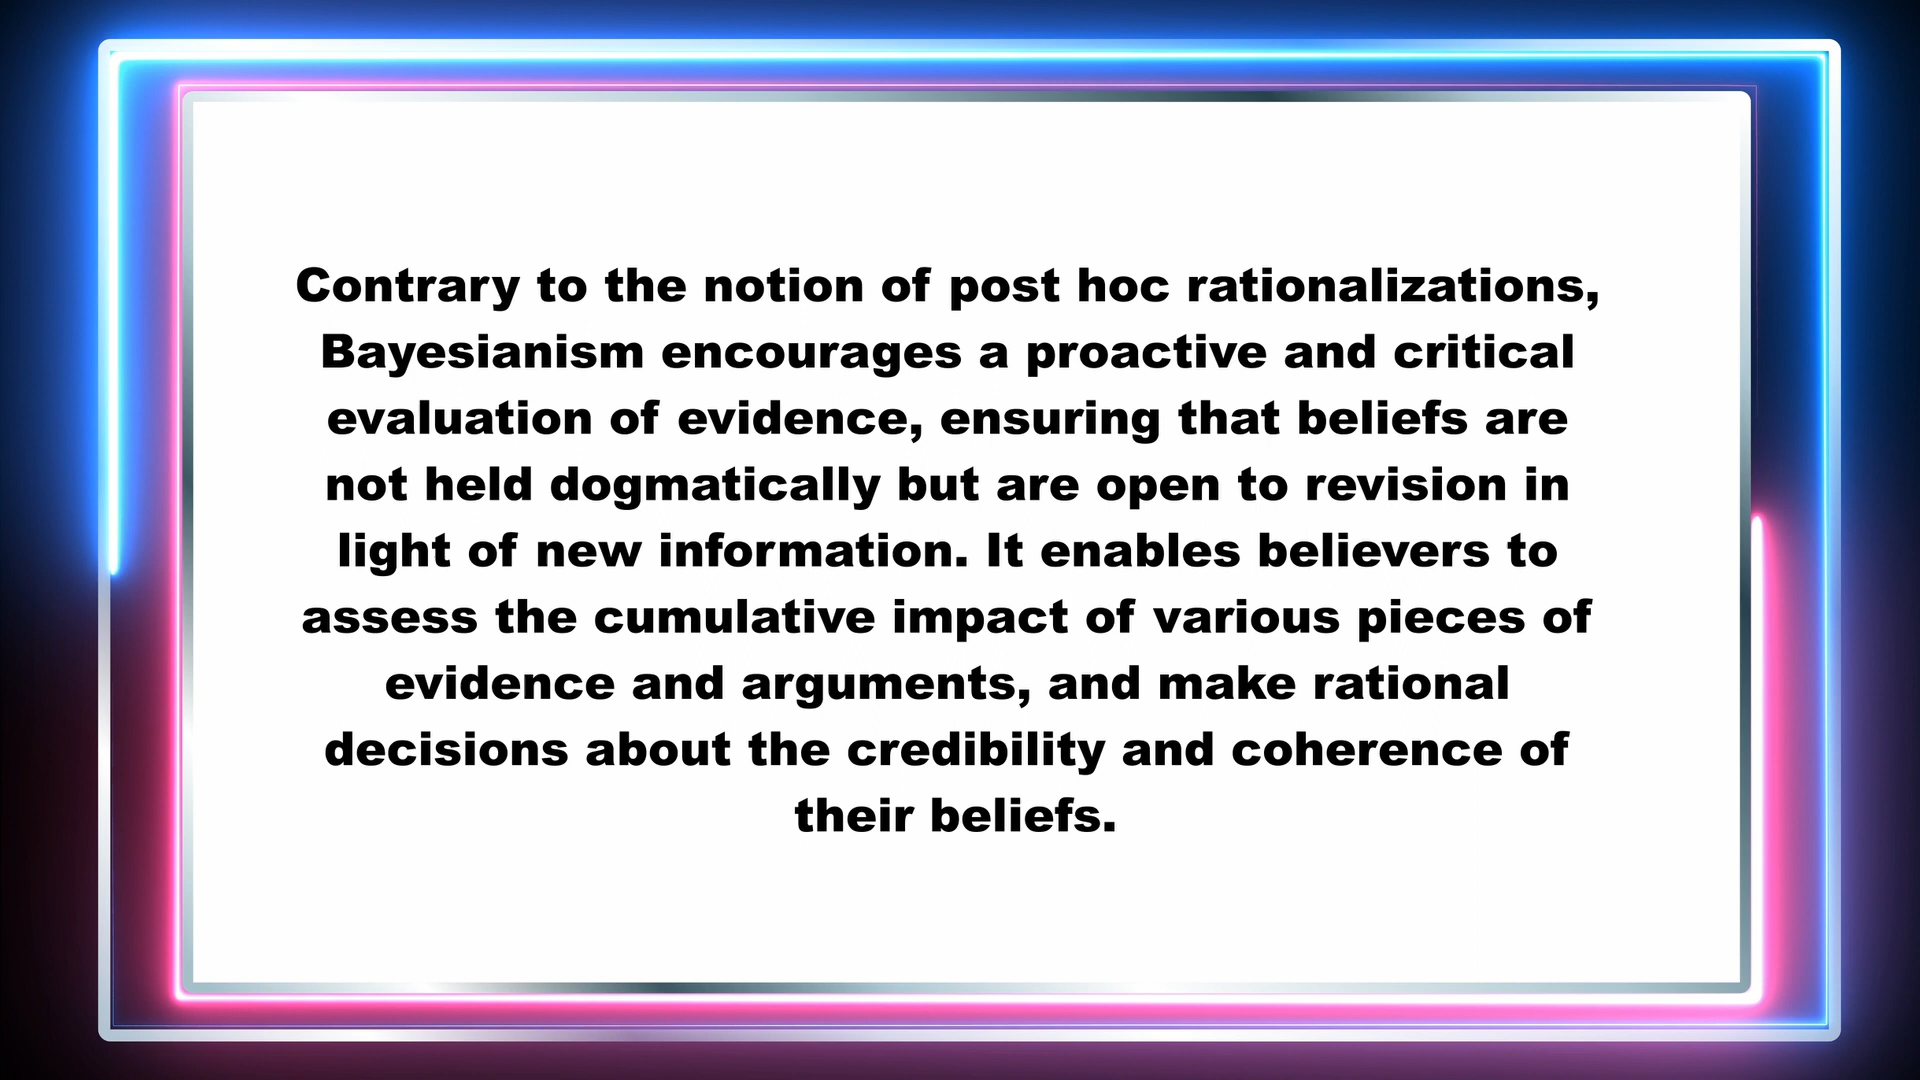 Contrary to the notion of post hoc rationalizations,
Bayesianism encourages a proactive and critical
evaluation of evidence, ensuring that beliefs are
not held dogmatically but are open to revision in
light of new information. It enables believers to
assess the cumulative impact of various pieces of
evidence and arguments, and make rational
decisions about the credibility and coherence of
their beliefs.